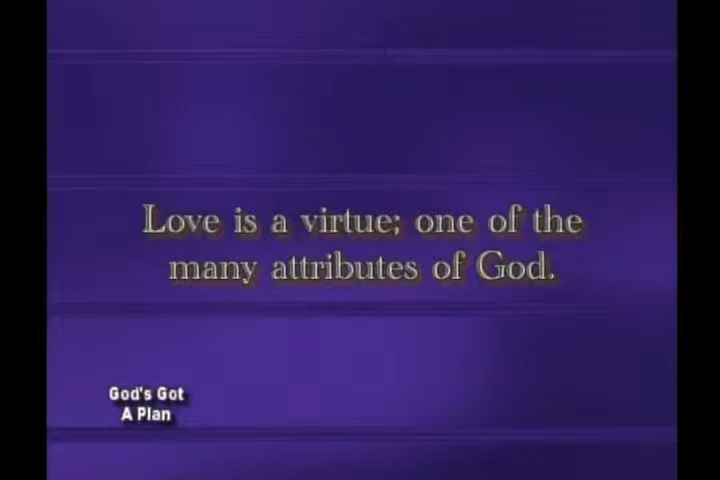 Love is a virtue; one of the
many attributes of God.
God's Got
A Plan